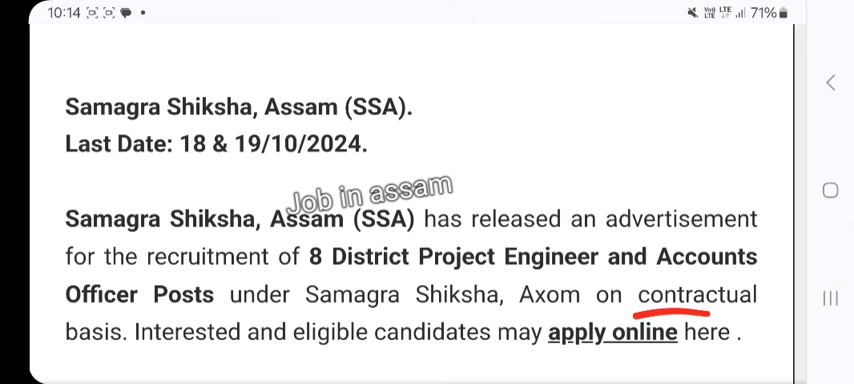 10:14 71%
Samagra Shiksha, Assam (SSA).
Last Date: 18 & 19/10/2024.
Job in assam
Samagra Shiksha, Assam (SSA) has released an advertisement
for the recruitment of 8 District Project Engineer and Accounts
Officer Posts under Samagra Shiksha, Axom on contractual
basis. Interested and eligible candidates may apply online here .